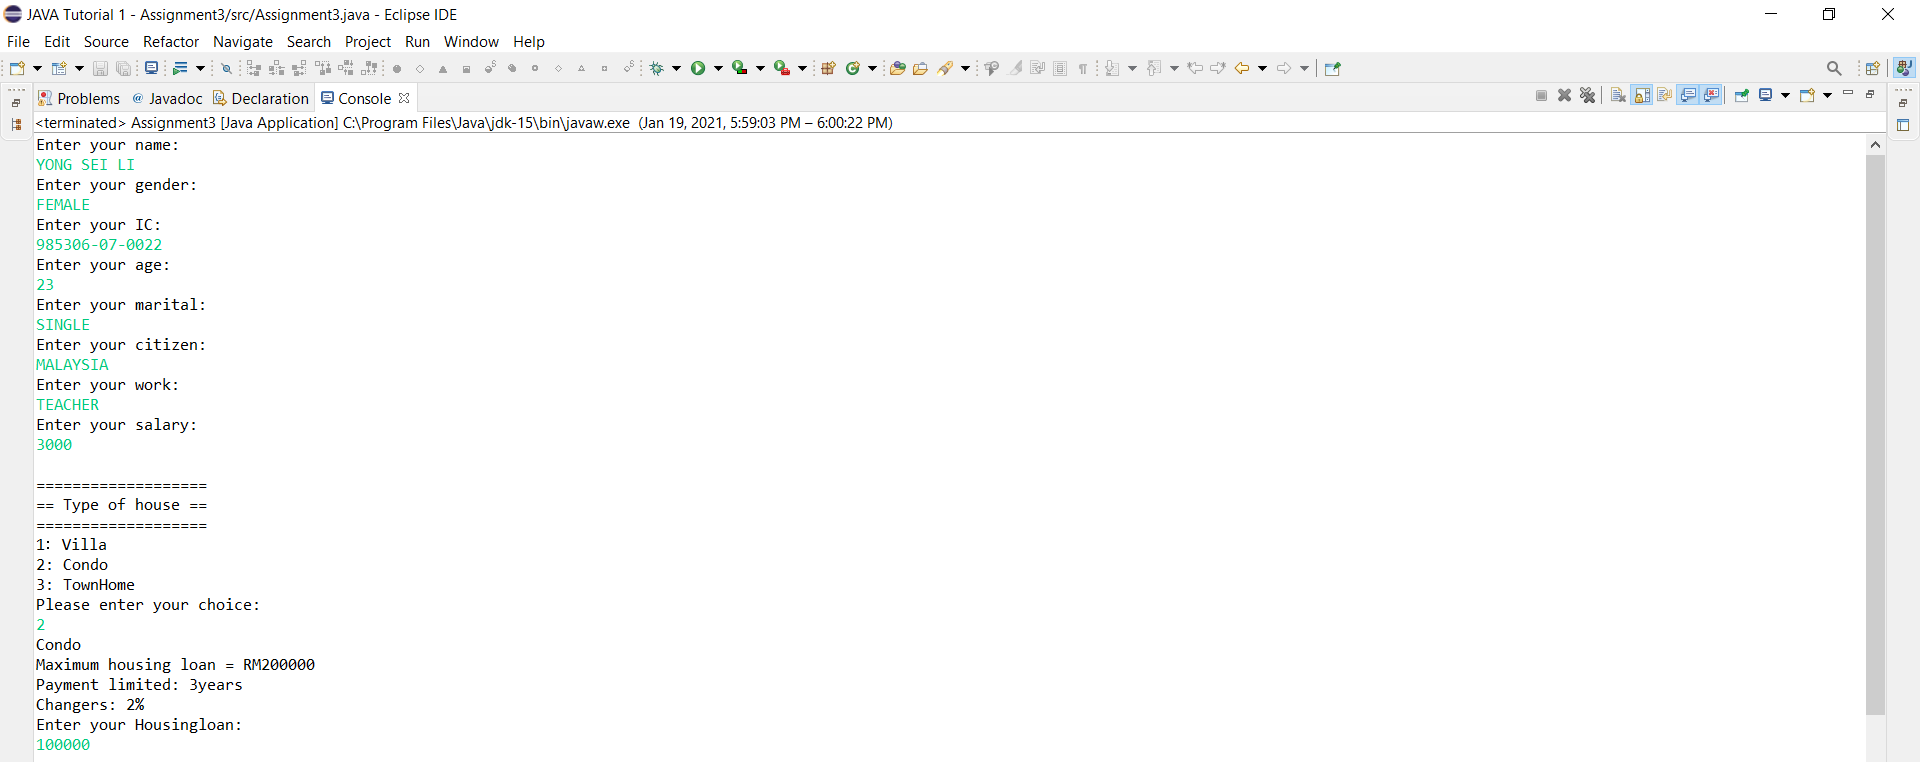 JAVA Tutorial 1 - Assignment3/src/Assignment3.java - Eclipse IDE
File Edit Source Refactor Navigate Search Project Run Window Help
Problems @ Javadoc Declaration Console
<terminated> Assignment3 [Java Application] C:\Program Files\Java\jdk-15\bin\javaw.exe (Jan 19, 2021, 5:59:03 PM – 6:00:22 PM)
Enter your name:
YONG SEI LI
Enter your gender:
FEMALE
Enter your IC:
985306-07-0022
Enter your age:
23
Enter your marital:
SINGLE
Enter your citizen:
MALAYSIA
Enter your work:
TEACHER
Enter your salary:
3000
===================
== Type of house ==
===================
1: Villa
2: Condo
3: TownHome
Please enter your choice:
2
Condo
Maximum housing loan = RM200000
Payment limited: 3years
Changers: 2%
Enter your Housingloan:
100000